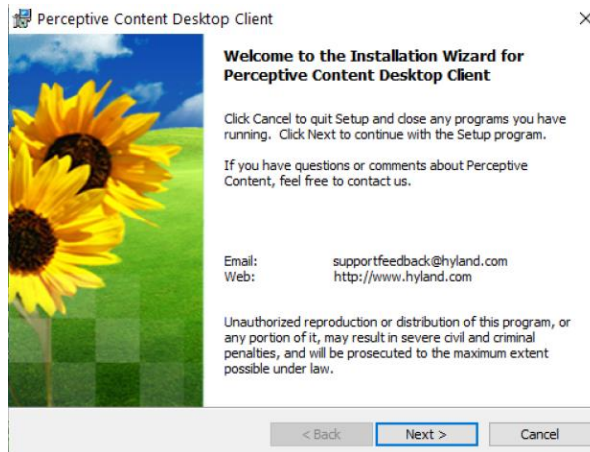 Perceptive Content Desktop Client
Welcome to the Installation Wizard for
Perceptive Content Desktop Client
Click Cancel to quit Setup and close any programs you have
running. Click Next to continue with the Setup program.
If you have questions or comments about Perceptive
Content, feel free to contact us.
Email: supportfeedback@hyland.com
Web: http://www.hyland.com
Unauthorized reproduction or distribution of this program, or
any portion of it, may result in severe civil and criminal
penalties, and will be prosecuted to the maximum extent
possible under law.
< Back Next > Cancel